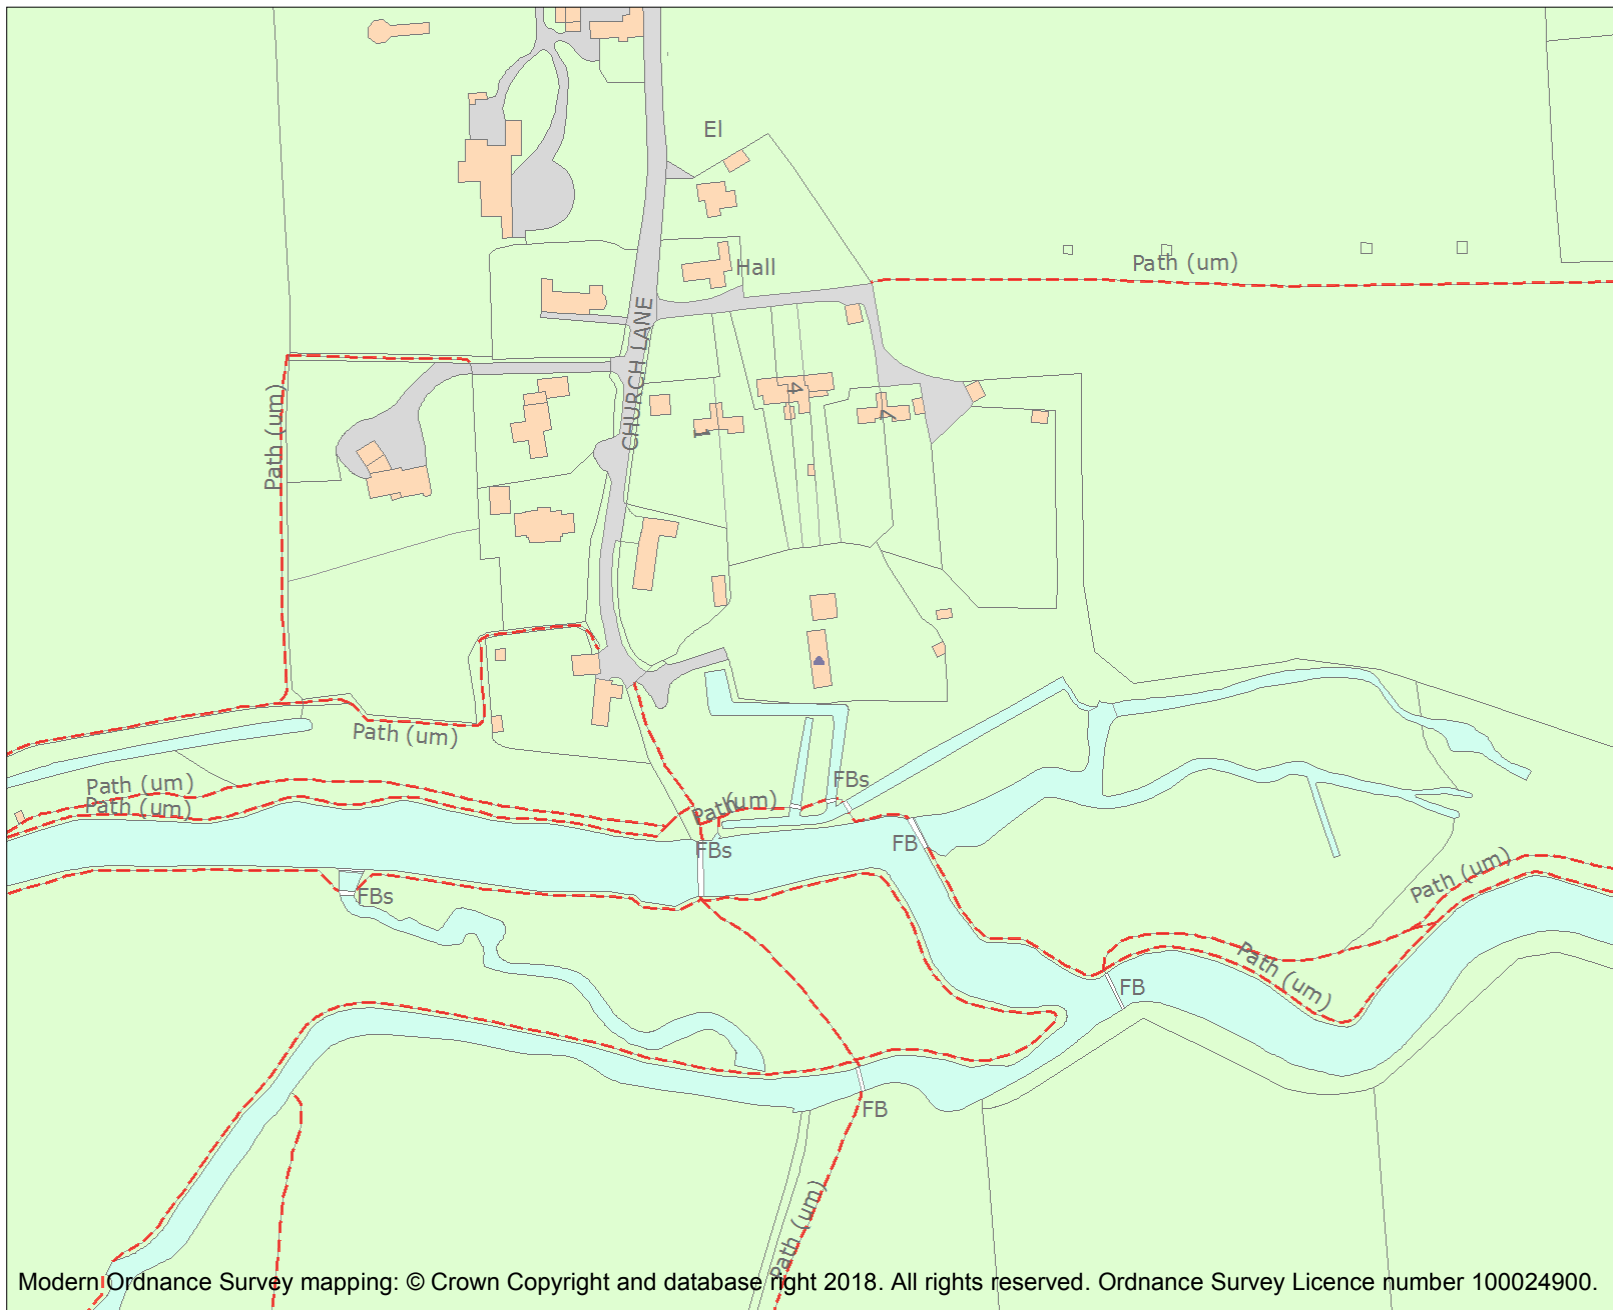 El
Path (um)
Hall
CHURCH LANE
4
7
1
Path (um)
Path (um)
Path (um)
Path (um)
FBs
Path (um)
FBs
FB
Path (um)
FBs
Path (um)
FB
FB
Path (um)
Modern Ordnance Survey mapping: © Crown Copyright and database right 2018. All rights reserved. Ordnance Survey Licence number 100024900.